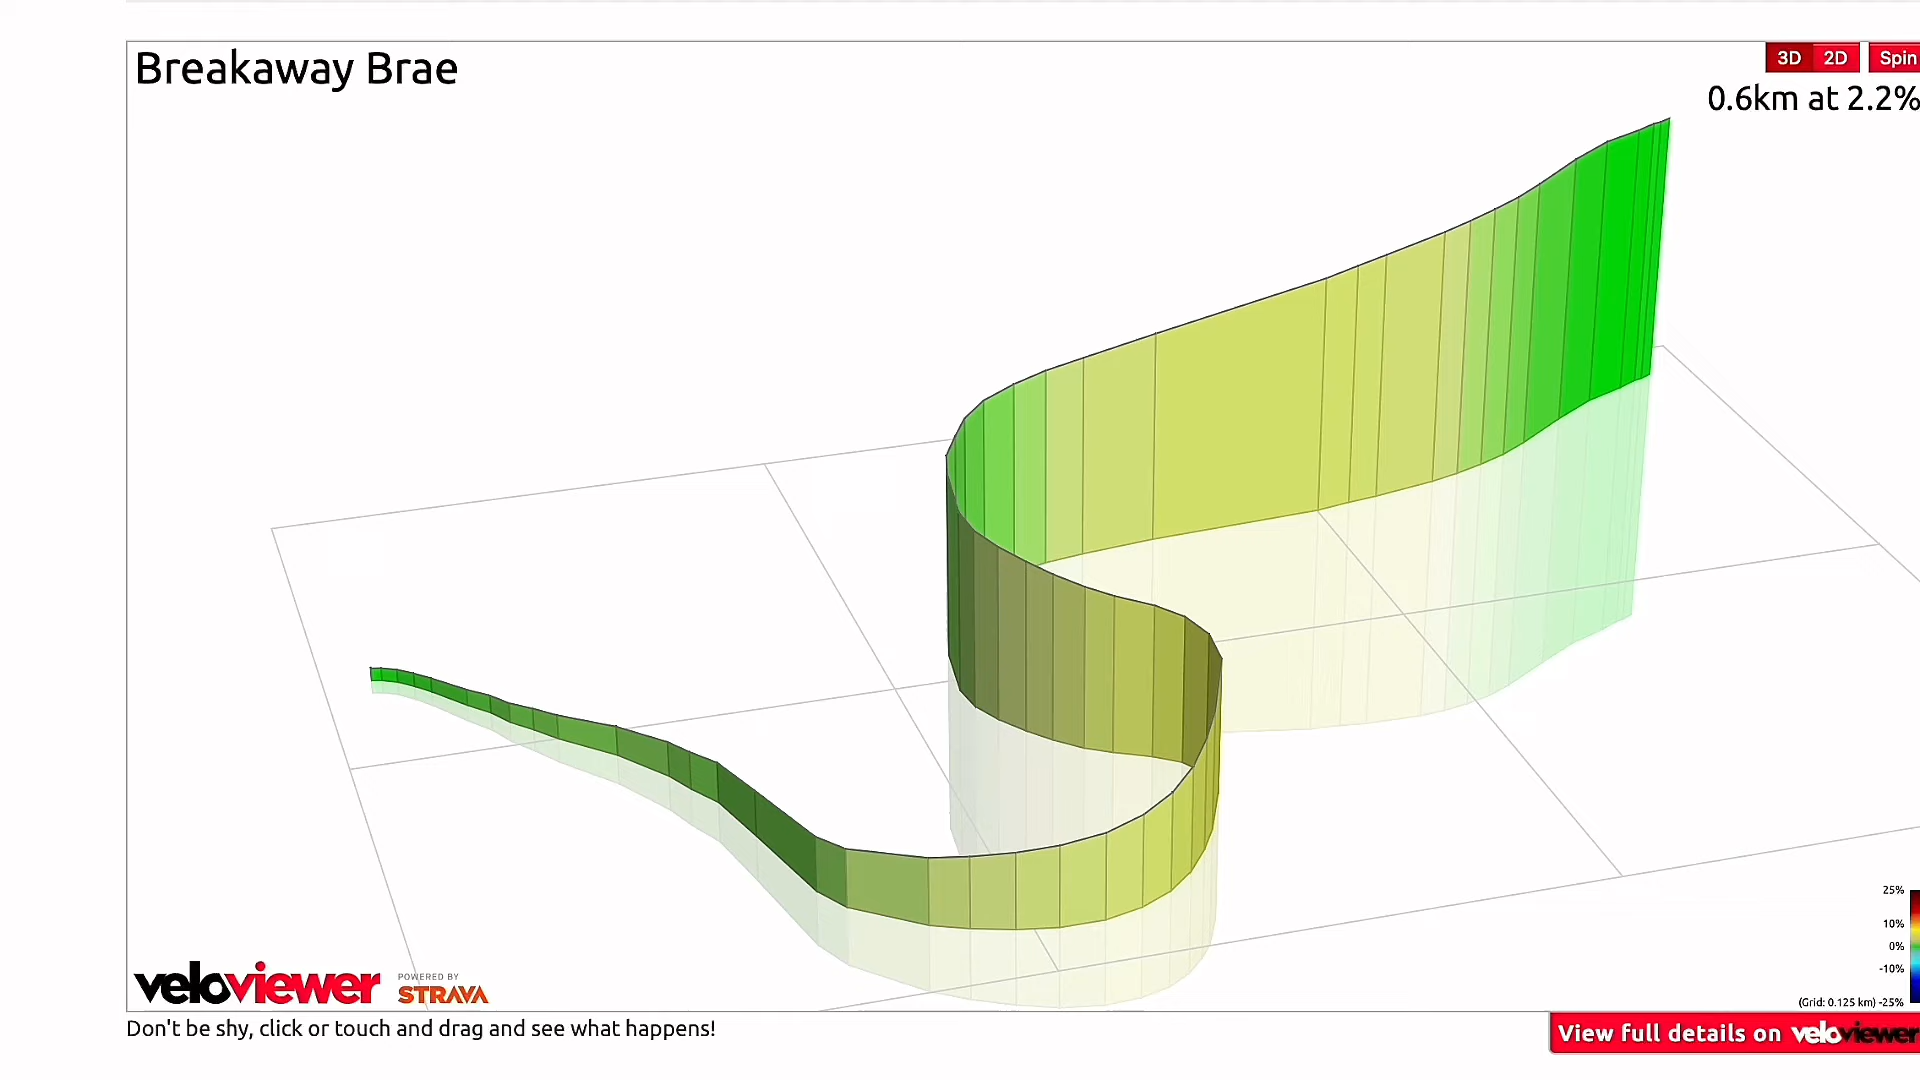 Breakaway Brae
3D 2D Spin
0.6km at 2.2%
25%
10%
0%
-10%
(Grid: 0.125 km) -25%
veloviewer POWERED BY STRAVA
Don't be shy, click or touch and drag and see what happens!
View full details on veloviewer